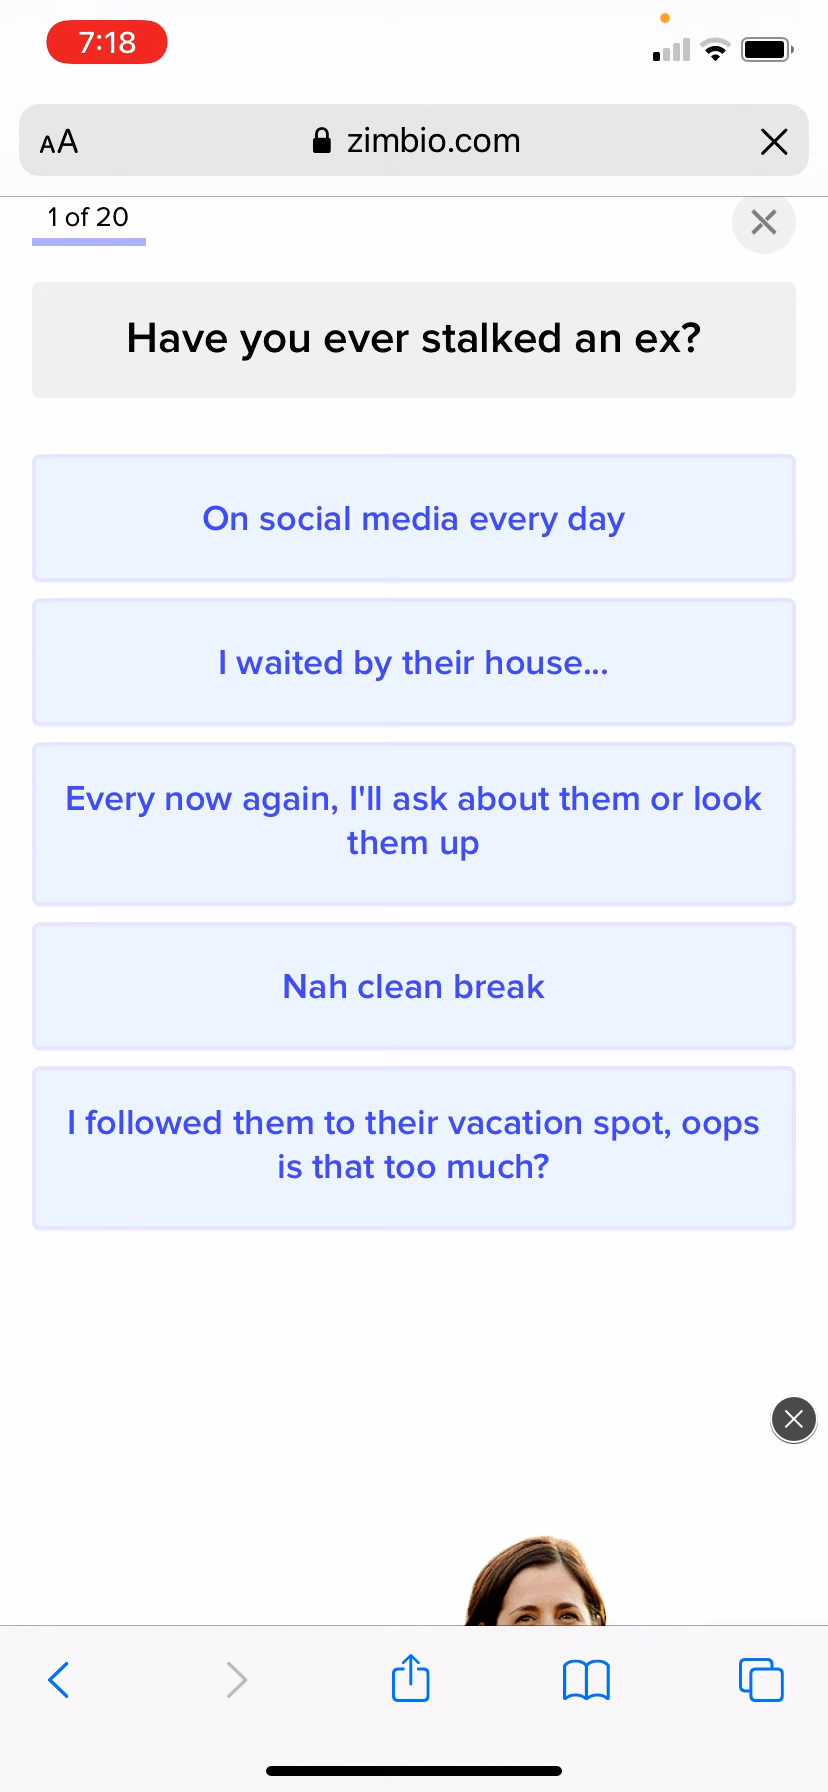 7:18
AA zimbio.com
1 of 20
Have you ever stalked an ex?
On social media every day
I waited by their house...
Every now again, I'll ask about them or look
them up
Nah clean break
I followed them to their vacation spot, oops
is that too much?